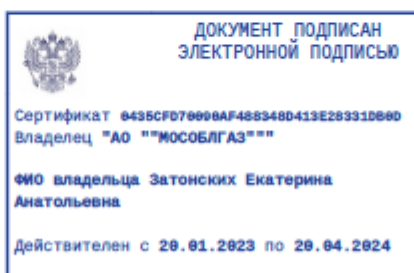 ДОКУМЕНТ ПОДПИСАН
ЭЛЕКТРОННОЙ ПОДПИСЬЮ
Сертификат 0435CFD70090AF488348D413E28331DB0D
Владелец "АО ""МОСОБЛГАЗ"""
ФИО владельца Затонских Екатерина
Анатольевна
Действителен с 20.01.2023 по 20.04.2024